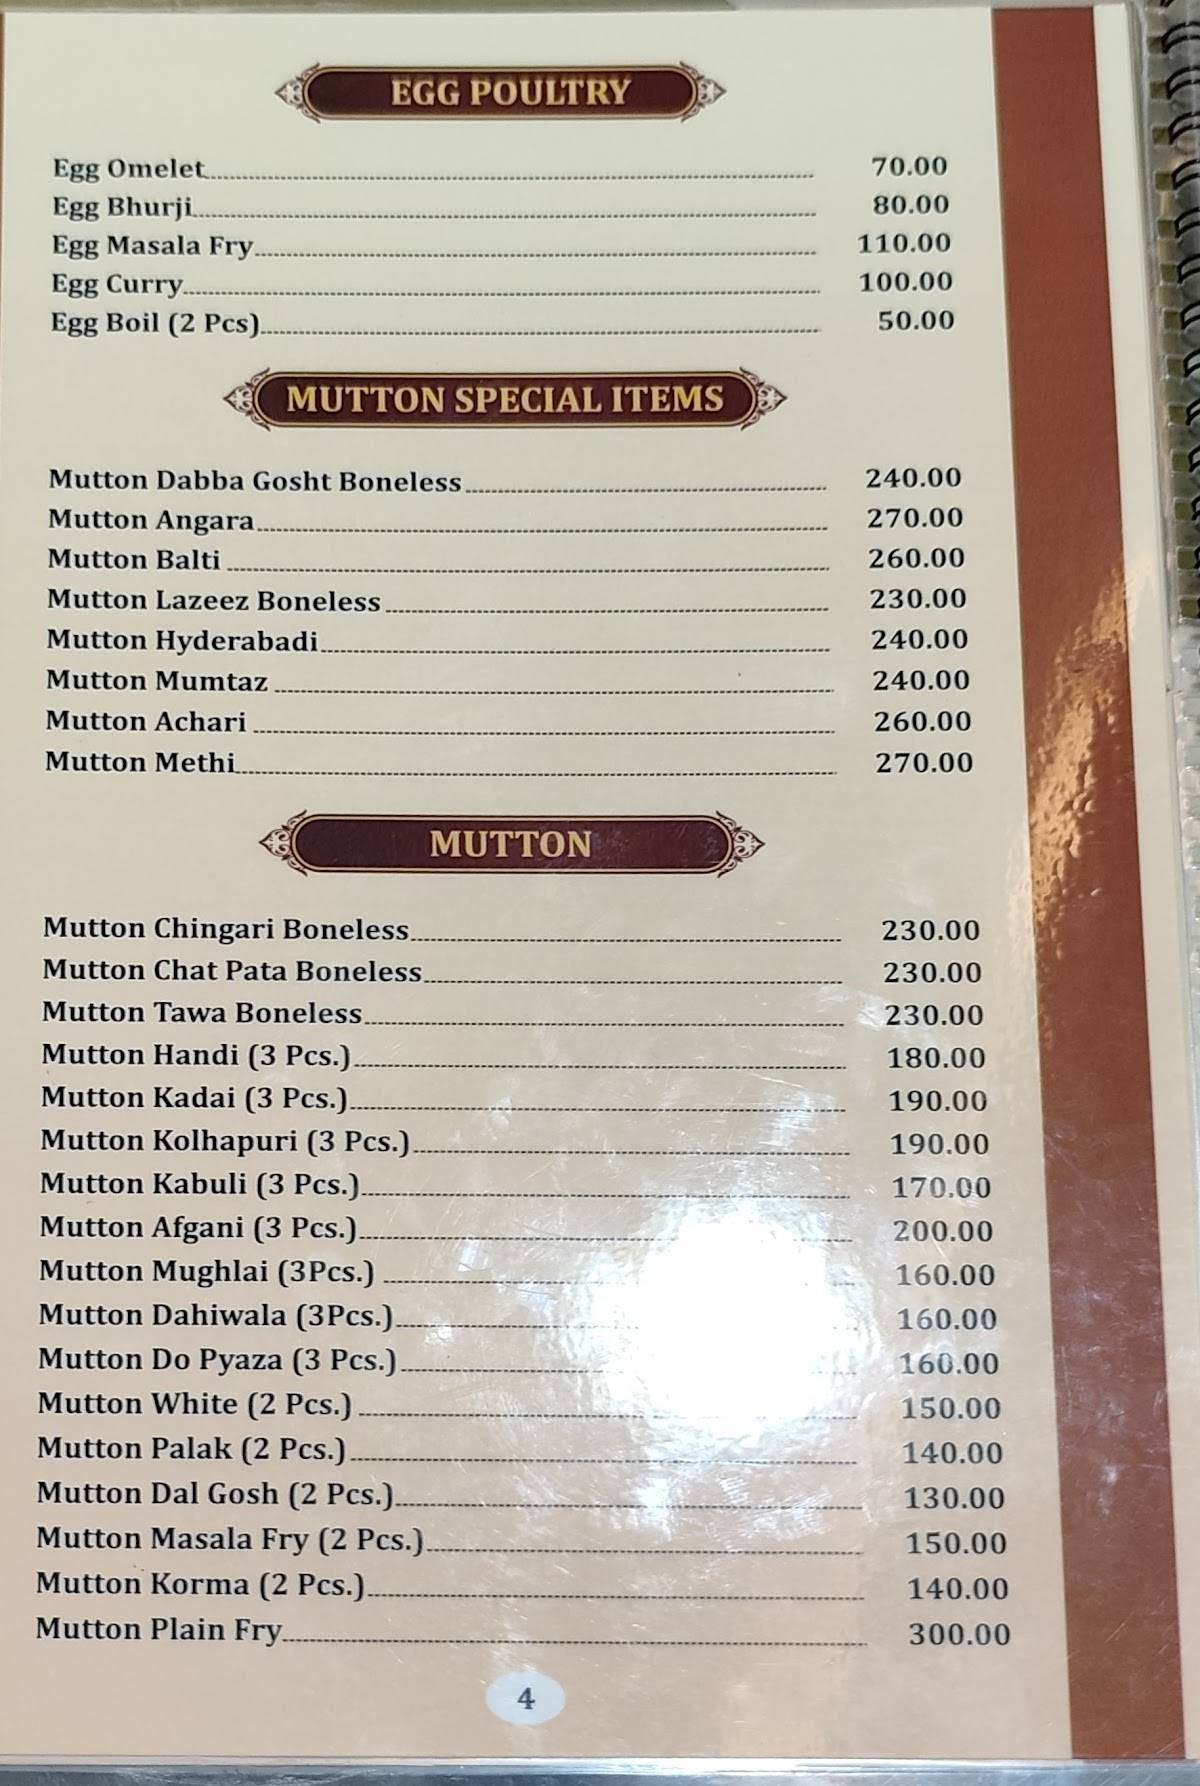 EGG POULTRY
Egg Omelet 70.00
Egg Bhurji 80.00
Egg Masala Fry 110.00
Egg Curry 100.00
Egg Boil (2 Pcs) 50.00
MUTTON SPECIAL ITEMS
Mutton Dabba Gosht Boneless 240.00
Mutton Angara 270.00
Mutton Balti 260.00
Mutton Lazeez Boneless 230.00
Mutton Hyderabadi 240.00
Mutton Mumtaz 240.00
Mutton Achari 260.00
Mutton Methi 270.00
MUTTON
Mutton Chingari Boneless 230.00
Mutton Chat Pata Boneless 230.00
Mutton Tawa Boneless 230.00
Mutton Handi (3 Pcs.) 180.00
Mutton Kadai (3 Pcs.) 190.00
Mutton Kolhapuri (3 Pcs.) 190.00
Mutton Kabuli (3 Pcs.) 170.00
Mutton Afgani (3 Pcs.) 200.00
Mutton Mughlai (3Pcs.) 160.00
Mutton Dahiwala (3Pcs.) 160.00
Mutton Do Pyaza (3 Pcs.) 160.00
Mutton White (2 Pcs.) 150.00
Mutton Palak (2 Pcs.) 140.00
Mutton Dal Gosh (2 Pcs.) 130.00
Mutton Masala Fry (2 Pcs.) 150.00
Mutton Korma (2 Pcs.) 140.00
Mutton Plain Fry 300.00
4